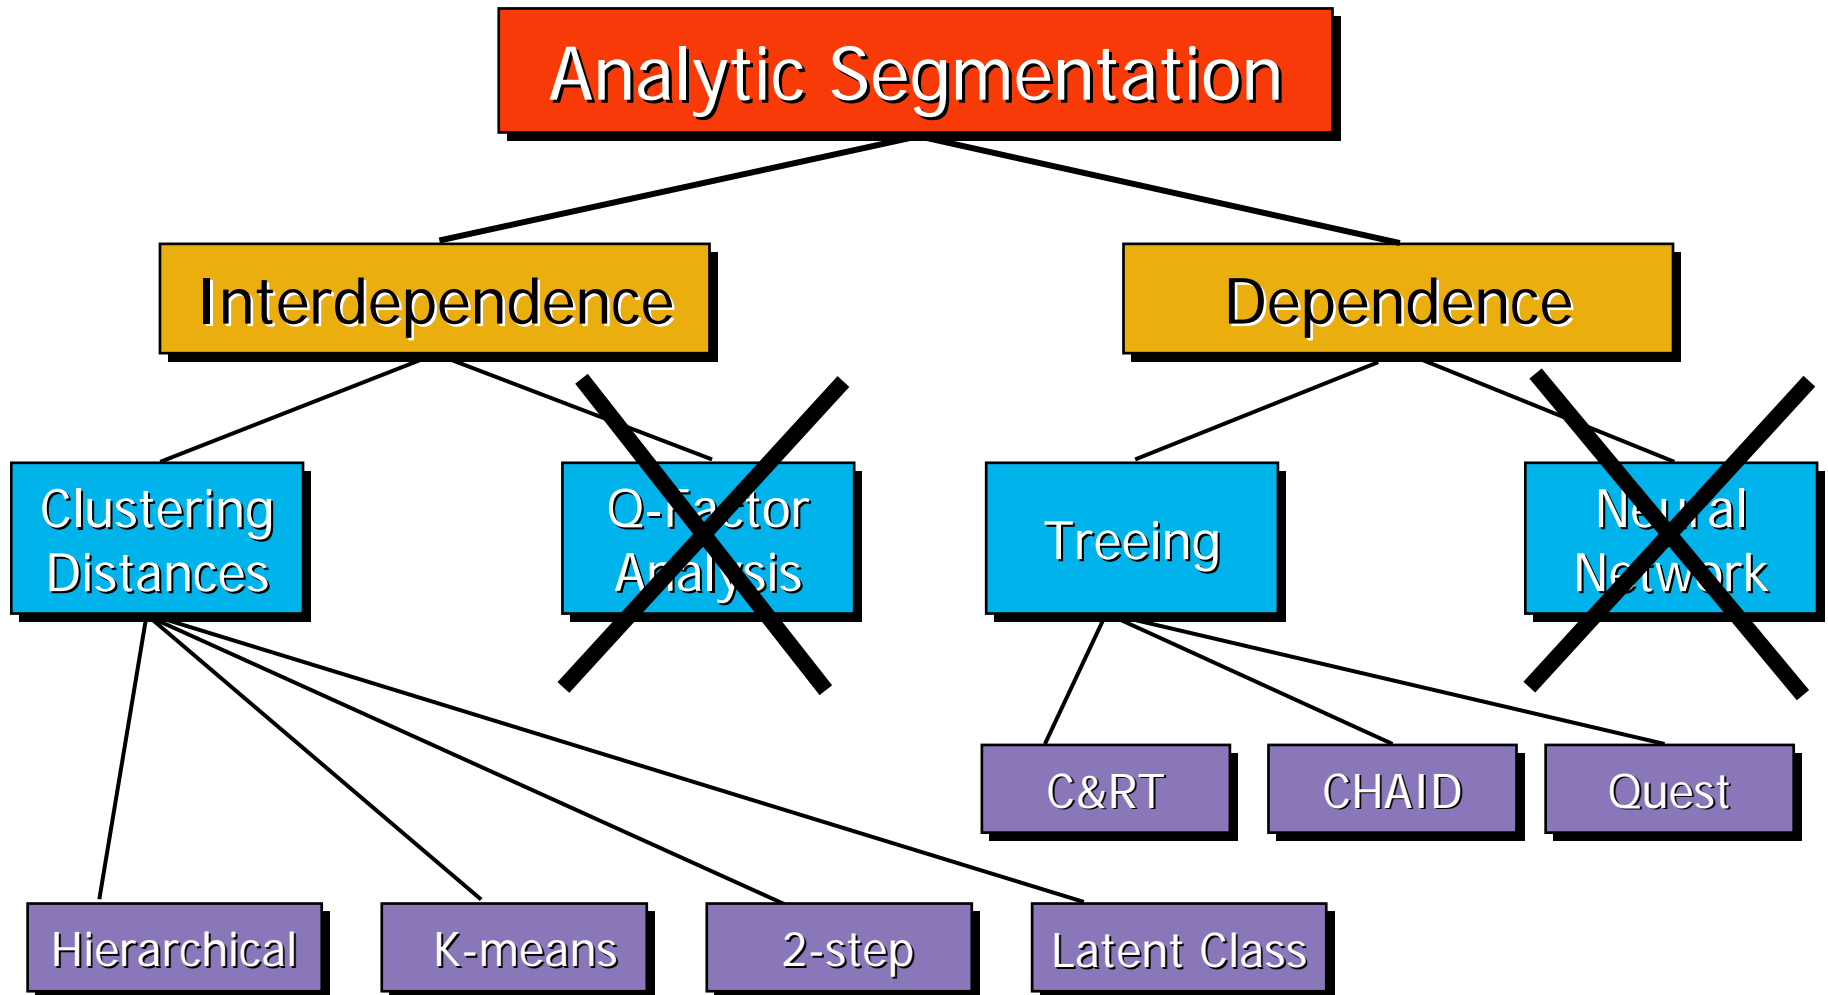 Analytic Segmentation
Interdependence
Dependence
Clustering
Distances
Q-Factor
Analysis
Treeing
Neural
Network
C&RT
CHAID
Quest
Hierarchical
K-means
2-step
Latent Class